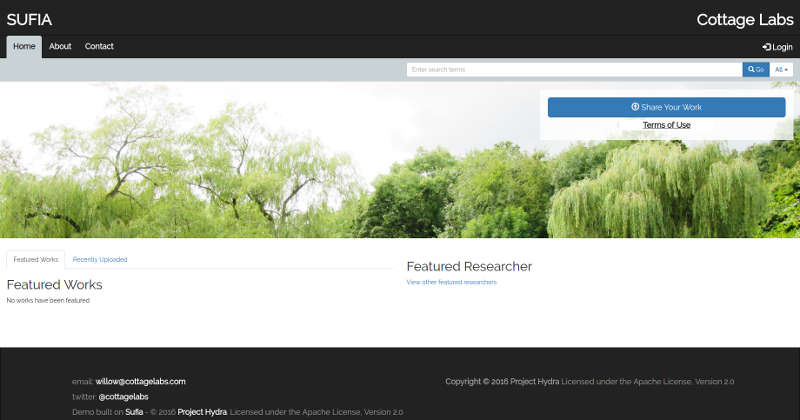 SUFIA
Cottage Labs
Home About Contact
Login
Enter search terms
Go
All
Share Your Work
Terms of Use
Featured Works Recently Uploaded
Featured Works
No works have been featured
Featured Researcher
View other featured researchers
email: willow@cottagelabs.com
twitter: @cottagelabs
Demo built on Sufia - © 2016 Project Hydra. Licensed under the Apache License, Version 2.0
Copyright © 2016 Project Hydra Licensed under the Apache License, Version 2.0